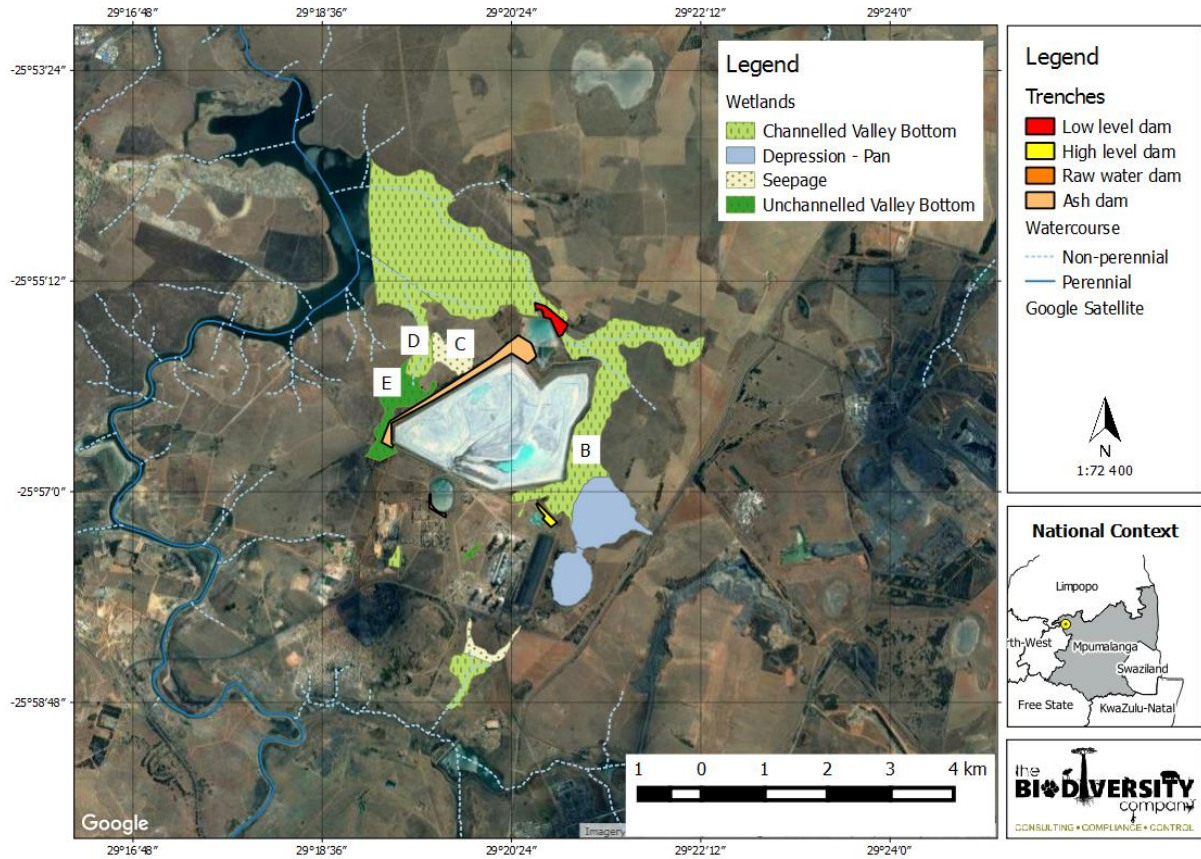 29°16'48" 29°18'36" 29°20'24" 29°22'12" 29°24'0"
-25°53'24"
-25°55'12"
-25°57'0"
-25°58'48"
Legend
Wetlands
Channelled Valley Bottom
Depression - Pan
Seepage
Unchannelled Valley Bottom
D
C
E
B
1 0 1 2 3 4 km
Google
Imagery
29°16'48" 29°18'36" 29°20'24" 29°22'12" 29°24'0"
Legend
Trenches
Low level dam
High level dam
Raw water dam
Ash dam
Watercourse
Non-perennial
Perennial
Google Satellite
N
1:72 400
National Context
Limpopo
rth-West
Mpumalanga
Swaziland
Free State
KwaZulu-Natal
the
BIODIVERSITY
company
CONSULTING•COMPLIANCE•CONTROL